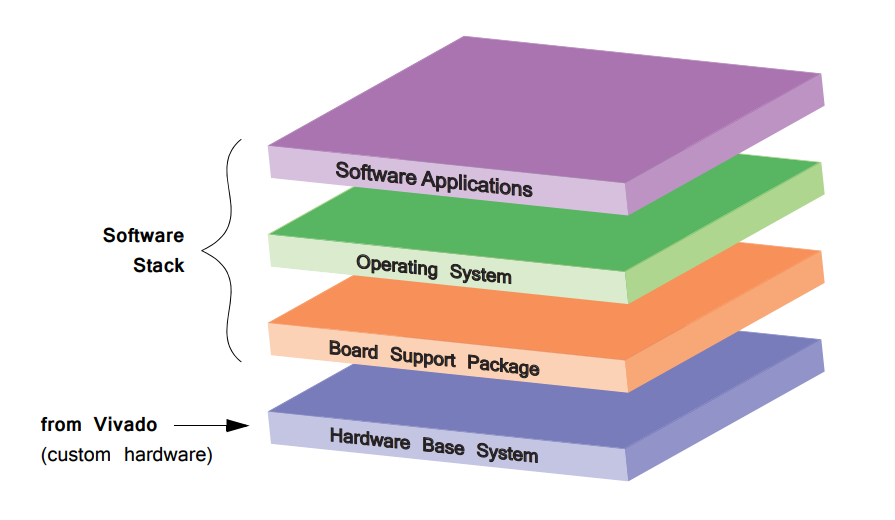 Software Applications
Software
Stack
Operating System
Board Support Package
from Vivado
(custom hardware)
Hardware Base System